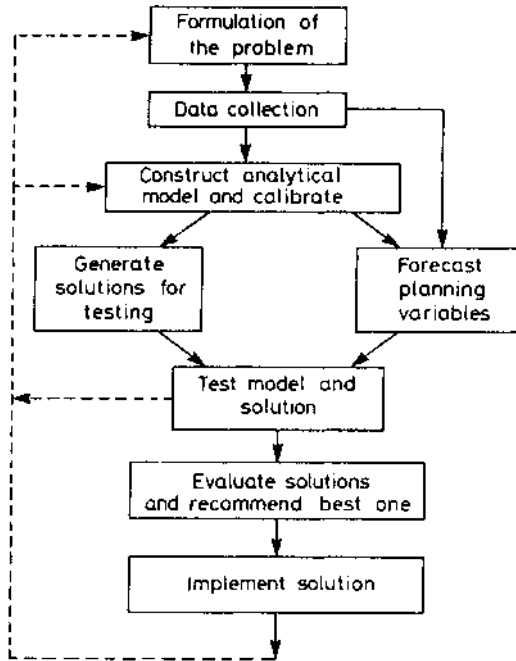 Formulation of
the problem
Data collection
Construct analytical
model and calibrate
Generate
solutions for
testing
Forecast
planning
variables
Test model and
solution
Evaluate solutions
and recommend best one
Implement solution